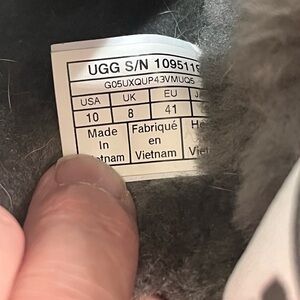 UGG S/N 109511
G05UXQUP43VMUQ5
USA UK EU
10 8 41
Made Fabriqué
In en
Vietnam